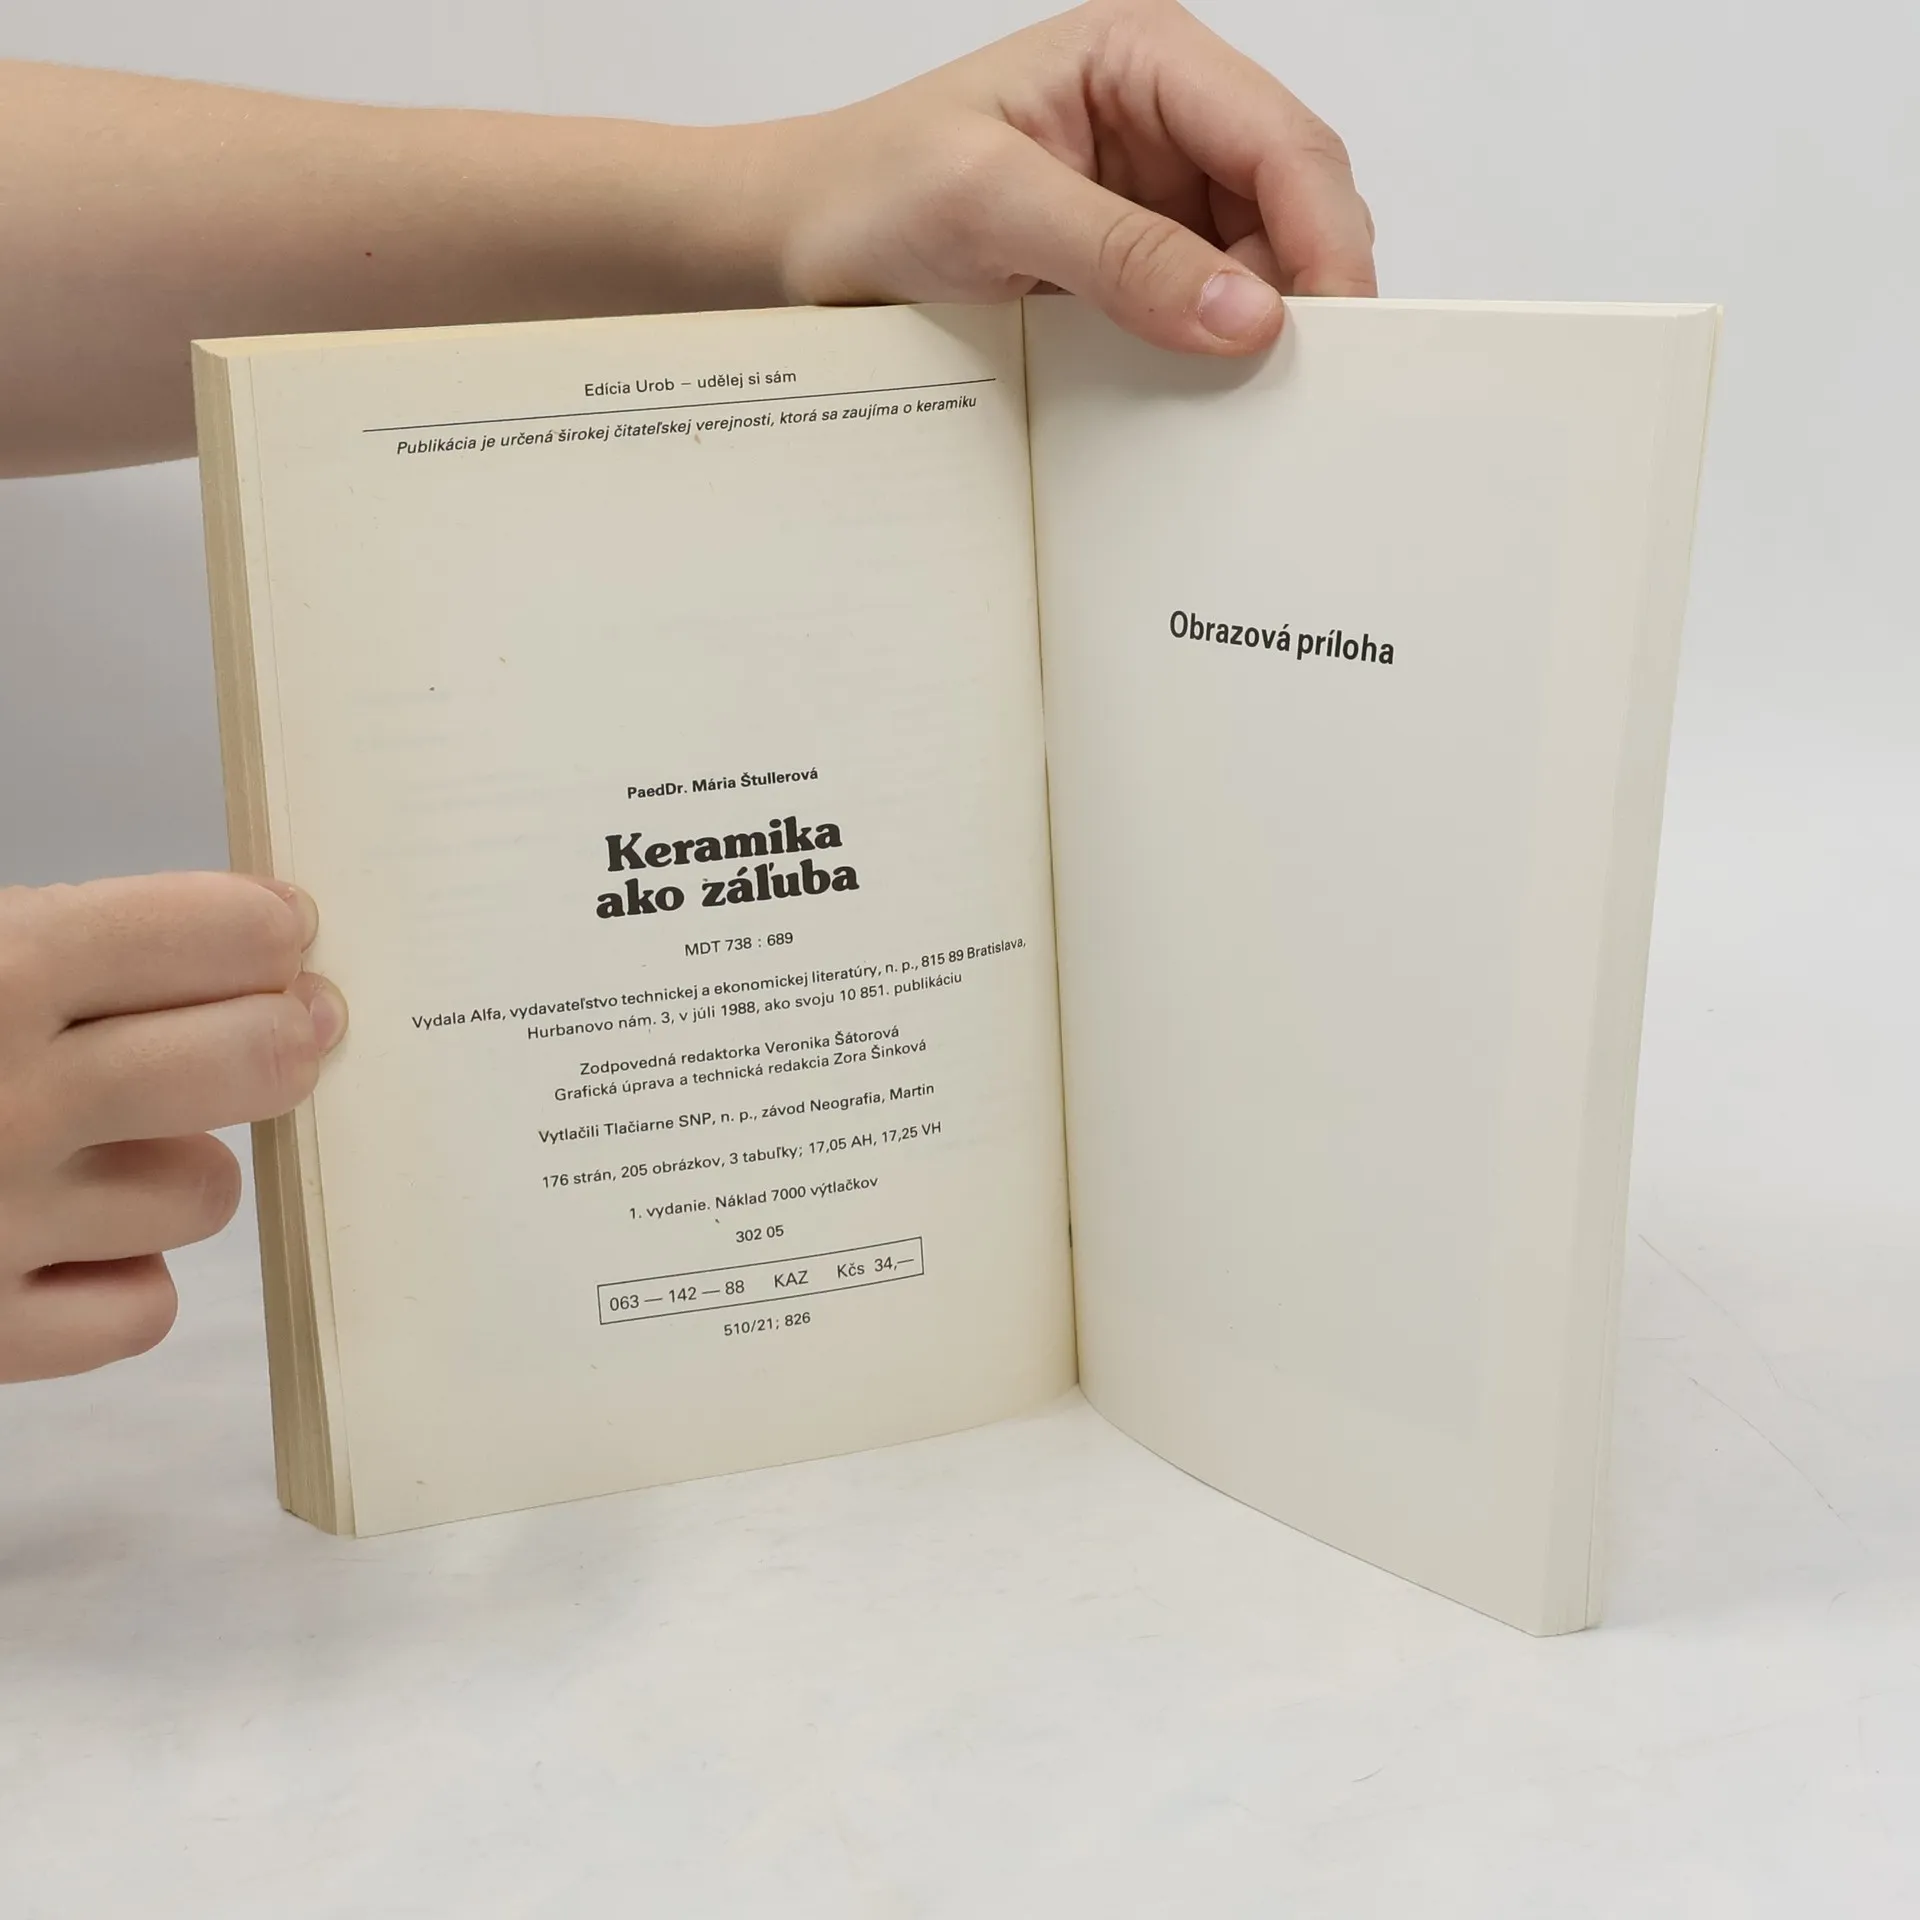 Edícia Urob – udělej si sám
Publikácia je určená širokej čitateľskej verejnosti, ktorá sa zaujíma o keramiku
PaedDr. Mária Štullerová
Keramika
ako záľuba
MDT 738 : 689
Vydala Alfa, vydavateľstvo technickej a ekonomickej literatúry, n. p., 815 89 Bratislava,
Hurbanovo nám. 3, v júli 1988, ako svoju 10 851. publikáciu
Zodpovedná redaktorka Veronika Šátorová
Grafická úprava a technická redakcia Zora Šinková
Vytlačili Tlačiarne SNP, n. p., závod Neografia, Martin
176 strán, 205 obrázkov, 3 tabuľky; 17,05 AH, 17,25 VH
1. vydanie. Náklad 7000 výtlačkov
302 05
063 — 142 — 88 KAZ Kčs 34,—
510/21; 826
Obrazová príloha